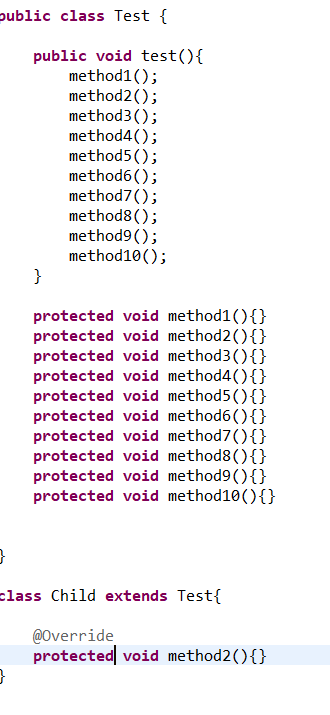 public class Test {
public void test(){
method1();
method2();
method3();
method4();
method5();
method6();
method7();
method8();
method9();
method10();
}
protected void method1(){}
protected void method2(){}
protected void method3(){}
protected void method4(){}
protected void method5(){}
protected void method6(){}
protected void method7(){}
protected void method8(){}
protected void method9(){}
protected void method10(){}
}
class Child extends Test{
@Override
protected void method2(){}
}